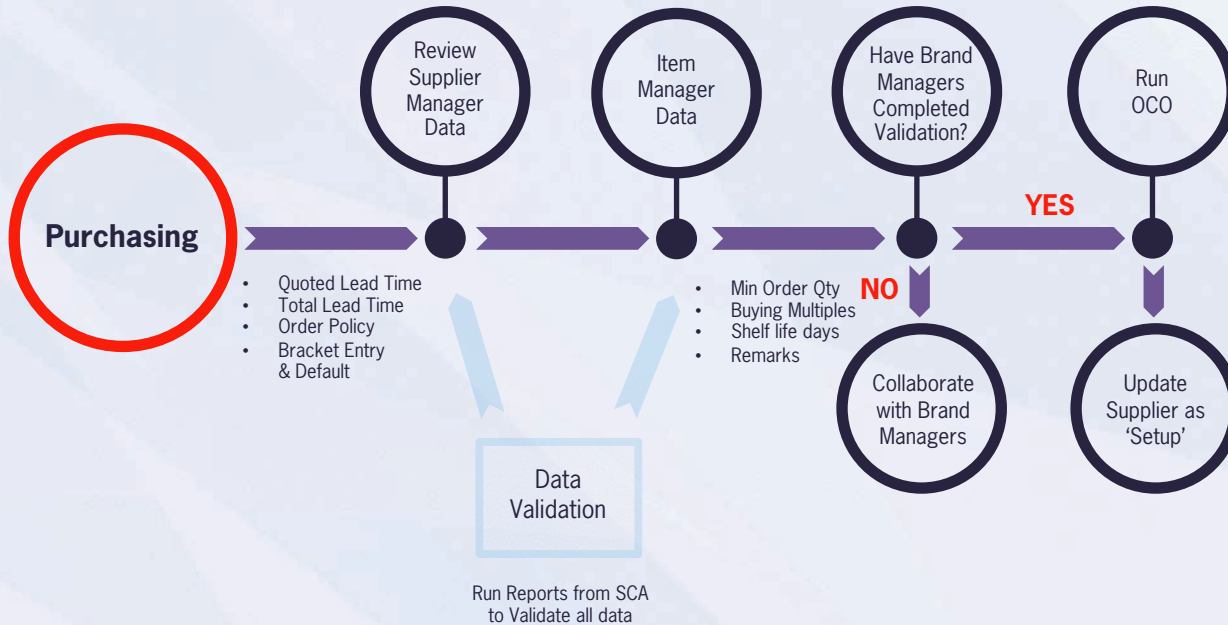 Review
Supplier
Manager
Data
Item
Manager
Data
Have Brand
Managers
Completed
Validation?
Run
OCO
Purchasing
YES
• Quoted Lead Time
• Total Lead Time
• Order Policy
• Bracket Entry
& Default
• Min Order Qty
• Buying Multiples
• Shelf life days
• Remarks
NO
Collaborate
with Brand
Managers
Update
Supplier as
‘Setup’
Data
Validation
Run Reports from SCA
to Validate all data